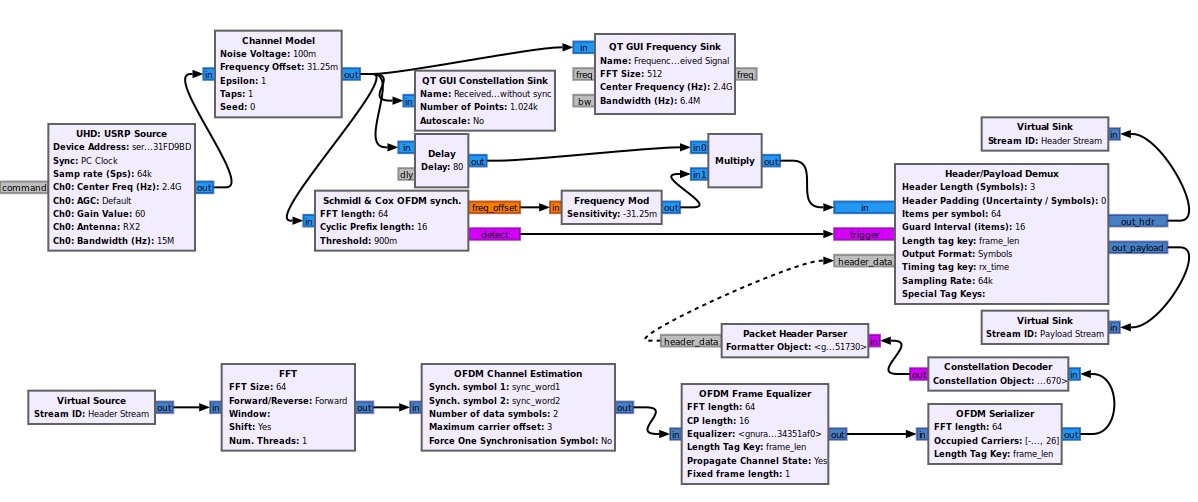 Channel Model
Noise Voltage: 100m
Frequency Offset: 31.25m
Epsilon: 1
Taps: 1
Seed: 0
in
out
QT GUI Frequency Sink
Name: Frequenc...eived Signal
FFT Size: 512
Center Frequency (Hz): 2.4G
Bandwidth (Hz): 6.4M
in
freq
bw
freq
QT GUI Constellation Sink
Name: Received...without sync
Number of Points: 1.024k
Autoscale: No
in
UHD: USRP Source
Device Address: ser...31FD9BD
Sync: PC Clock
Samp rate (Sps): 64k
Ch0: Center Freq (Hz): 2.4G
Ch0: AGC: Default
Ch0: Gain Value: 60
Ch0: Antenna: RX2
Ch0: Bandwidth (Hz): 15M
command
out
Delay
Delay: 80
in
dly
out
Multiply
in0
in1
out
Virtual Sink
Stream ID: Header Stream
in
Schmidl & Cox OFDM synch.
FFT length: 64
Cyclic Prefix length: 16
Threshold: 900m
in
freq_offset
detect
Frequency Mod
Sensitivity: -31.25m
in
out
Header/Payload Demux
Header Length (Symbols): 3
Header Padding (Uncertainty / Symbols): 0
Items per symbol: 64
Guard Interval (items): 16
Length tag key: frame_len
Output Format: Symbols
Timing tag key: rx_time
Sampling Rate: 64k
Special Tag Keys:
in
trigger
header_data
out_hdr
out_payload
Virtual Sink
Stream ID: Payload Stream
in
Packet Header Parser
Formatter Object: <g...51730>
header_data
in
Constellation Decoder
Constellation Object: ...670>
out
in
Virtual Source
Stream ID: Header Stream
out
FFT
FFT Size: 64
Forward/Reverse: Forward
Window:
Shift: Yes
Num. Threads: 1
in
out
OFDM Channel Estimation
Synch. symbol 1: sync_word1
Synch. symbol 2: sync_word2
Number of data symbols: 2
Maximum carrier offset: 3
Force One Synchronisation Symbol: No
in
out
OFDM Frame Equalizer
FFT length: 64
CP length: 16
Equalizer: <gnura...34351af0>
Length Tag Key: frame_len
Propagate Channel State: Yes
Fixed frame length: 1
in
out
OFDM Serializer
FFT length: 64
Occupied Carriers: [-..., 26]
Length Tag Key: frame_len
in
out